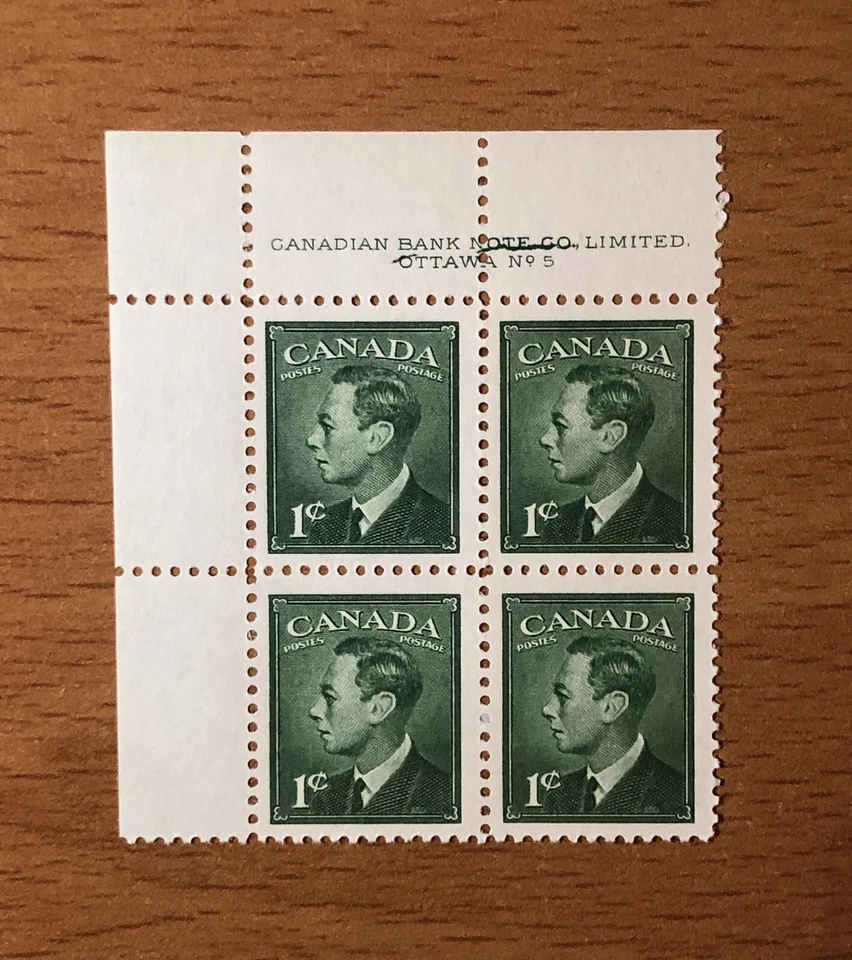 CANADIAN BANK NOTE CO., LIMITED.
OTTAWA Nº 5
CANADA
POSTES POSTAGE
1¢
CANADA
POSTES POSTAGE
1¢
CANADA
POSTES POSTAGE
1¢
CANADA
POSTES POSTAGE
1¢